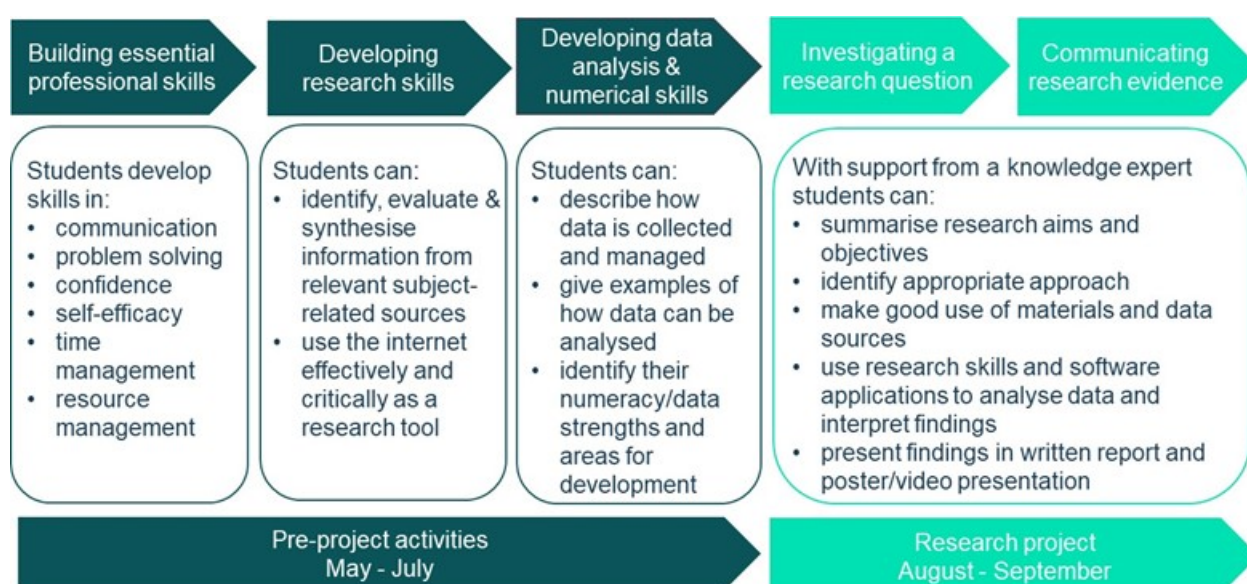 Building essential
professional skills
Developing
research skills
Developing data
analysis &
numerical skills
Investigating a
research question
Communicating
research evidence
Students develop
skills in:
• communication
• problem solving
• confidence
• self-efficacy
• time
management
• resource
management
Students can:
• identify, evaluate &
synthesise
information from
relevant subject-
related sources
• use the internet
effectively and
critically as a
research tool
Students can:
• describe how
data is collected
and managed
• give examples of
how data can be
analysed
• identify their
numeracy/data
strengths and
areas for
development
With support from a knowledge expert
students can:
• summarise research aims and
objectives
• identify appropriate approach
• make good use of materials and data
sources
• use research skills and software
applications to analyse data and
interpret findings
• present findings in written report and
poster/video presentation
Pre-project activities
May - July
Research project
August - September